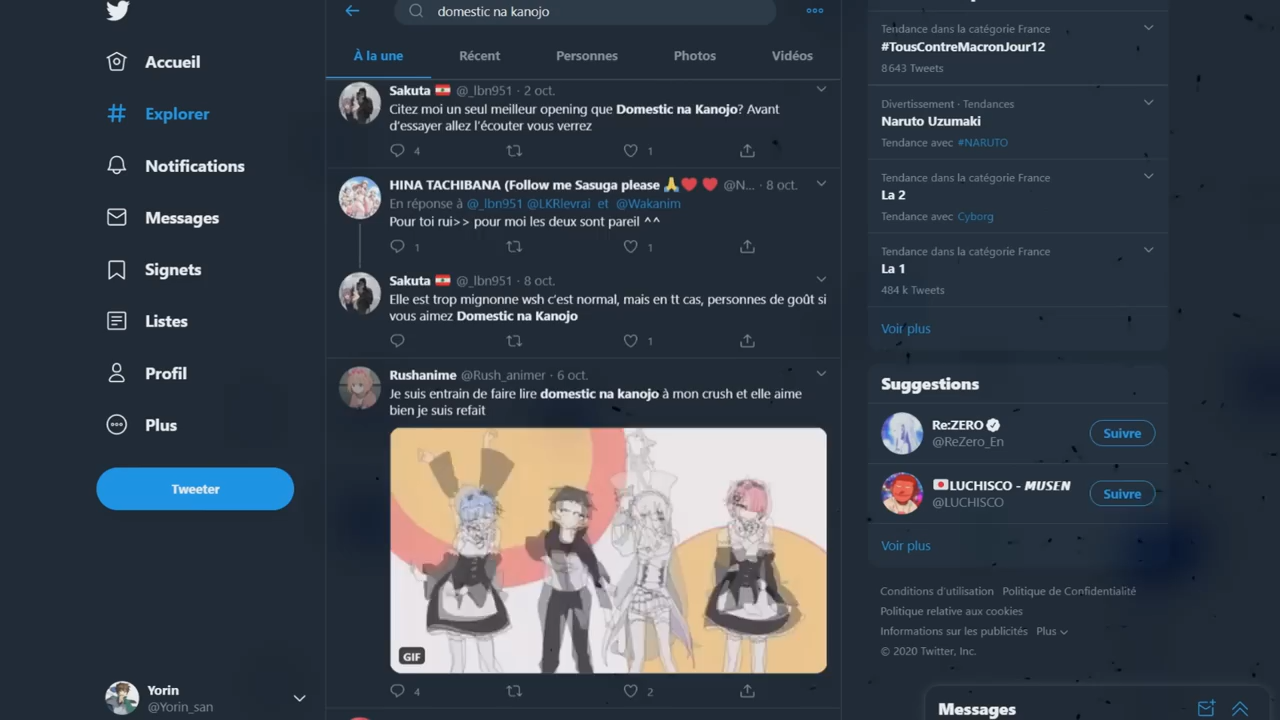 domestic na kanojo
À la une
Récent
Personnes
Photos
Vidéos
Accueil
Explorer
Notifications
Messages
Signets
Listes
Profil
Plus
Tweeter
Yorin
@Yorin_san
Sakuta @_lbn951 · 2 oct.
Citez moi un seul meilleur opening que Domestic na Kanojo? Avant
d'essayer allez l'écouter vous verrez
4
1
HINA TACHIBANA (Follow me Sasuga please 🙏❤️ ❤️ @N... · 8 oct.
En réponse à @_lbn951 @LKRlevrai et @Wakanim
Pour toi rui>> pour moi les deux sont pareil ^^
1
1
Sakuta @_lbn951 · 8 oct.
Elle est trop mignonne wsh c'est normal, mais en tt cas, personnes de goût si
vous aimez Domestic na Kanojo
1
Rushanime @Rush_animer · 6 oct.
Je suis entrain de faire lire domestic na kanojo à mon crush et elle aime
bien je suis refait
GIF
4
2
Tendance dans la catégorie France
#TousContreMacronJour12
8 643 Tweets
Divertissement · Tendances
Naruto Uzumaki
Tendance avec #NARUTO
Tendance dans la catégorie France
La 2
Tendance avec Cyborg
Tendance dans la catégorie France
La 1
484 k Tweets
Voir plus
Suggestions
Re:ZERO
@ReZero_En
Suivre
LUCHISCO - MUSEN
@LUCHISCO
Suivre
Voir plus
Conditions d'utilisation Politique de Confidentialité
Politique relative aux cookies
Informations sur les publicités Plus
© 2020 Twitter, Inc.
Messages